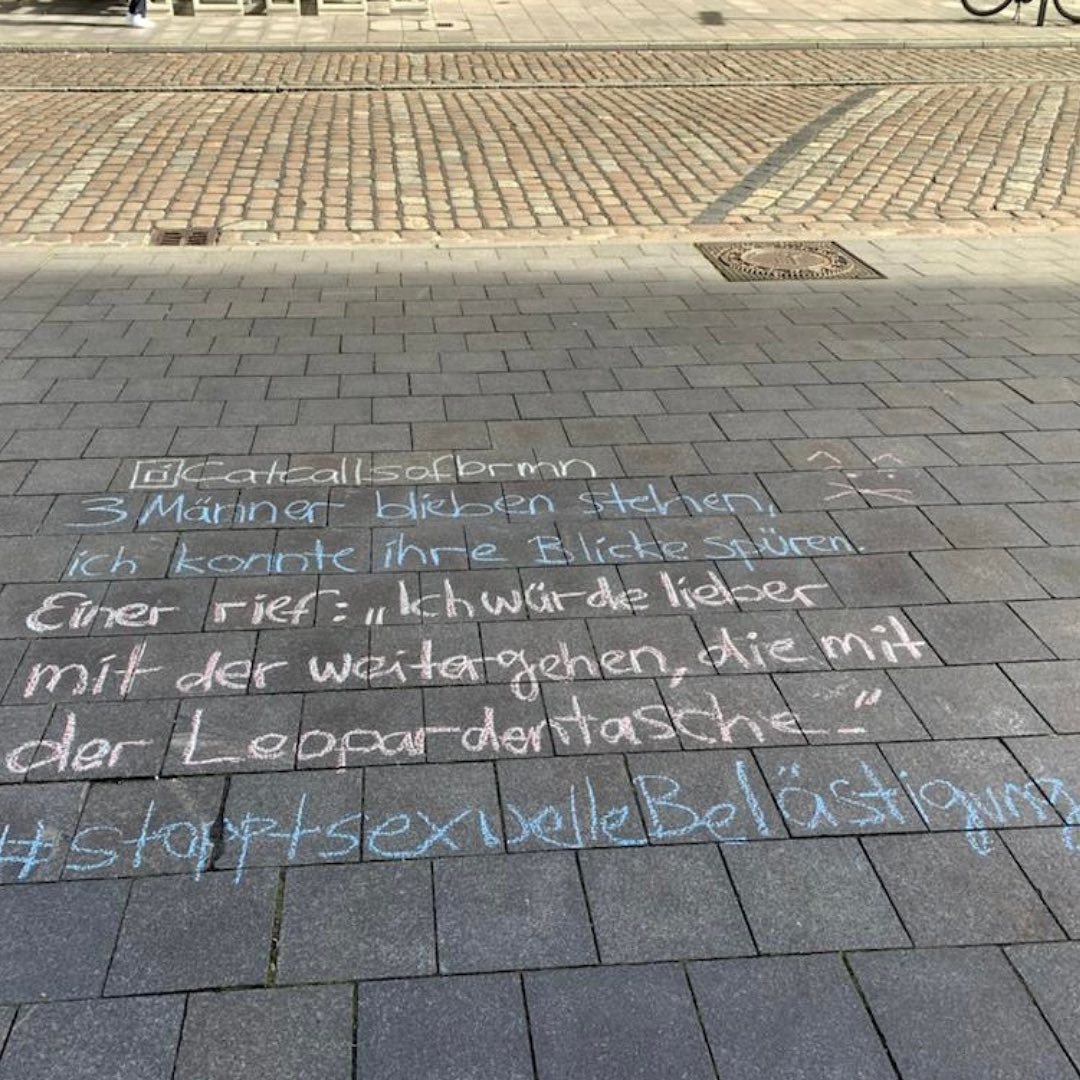 Catcallsofbrmn
3 Männer blieben stehen,
ich konnte ihre Blicke spüren.
Einer rief: „Ich würde lieber
mit der weitergehen, die mit
der Leopardentasche."
#stopptsexuelleBelästigung